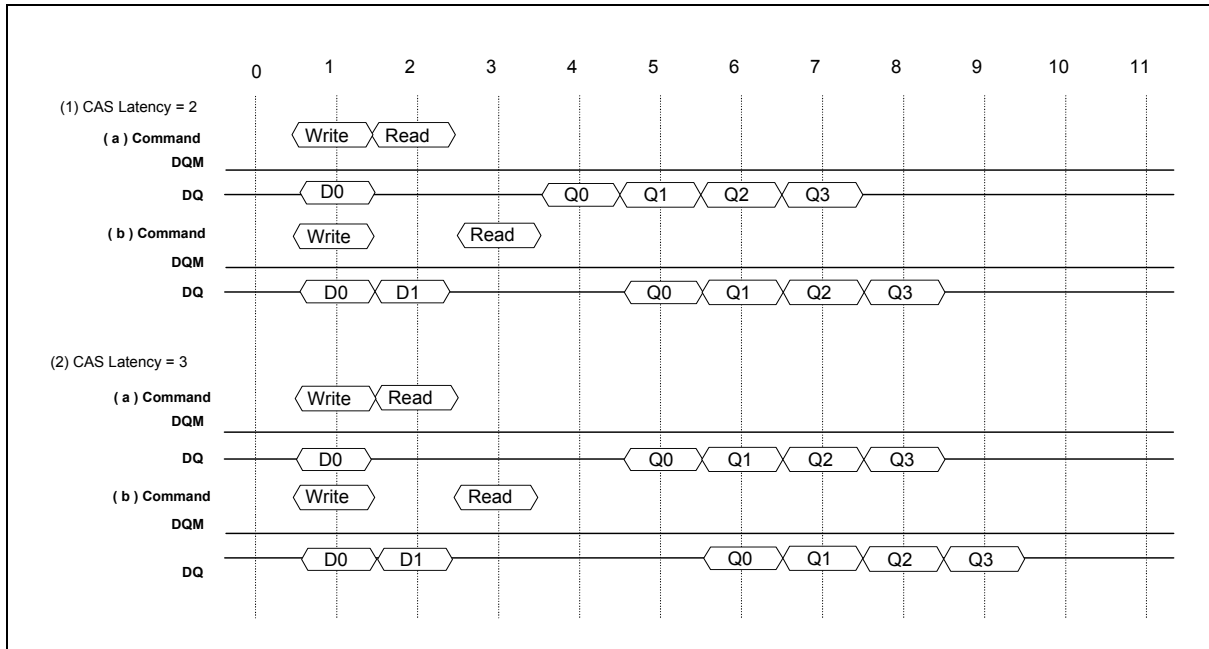 0 1 2 3 4 5 6 7 8 9 10 11
(1) CAS Latency = 2
( a ) Command Write Read
DQM
DQ D0 Q0 Q1 Q2 Q3
( b ) Command Write Read
DQM
DQ D0 D1 Q0 Q1 Q2 Q3
(2) CAS Latency = 3
( a ) Command Write Read
DQM
DQ D0 Q0 Q1 Q2 Q3
( b ) Command Write Read
DQM
DQ D0 D1 Q0 Q1 Q2 Q3